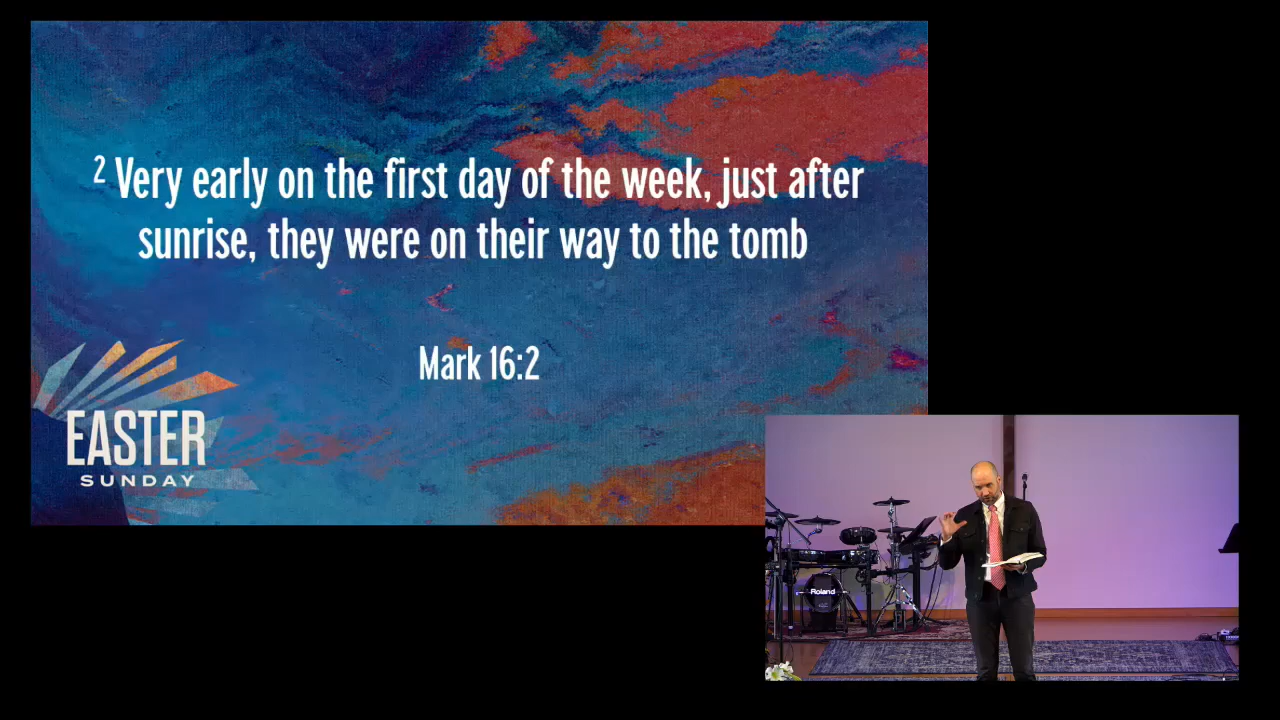 2 Very early on the first day of the week, just after
sunrise, they were on their way to the tomb
Mark 16:2
EASTER
SUNDAY
Roland